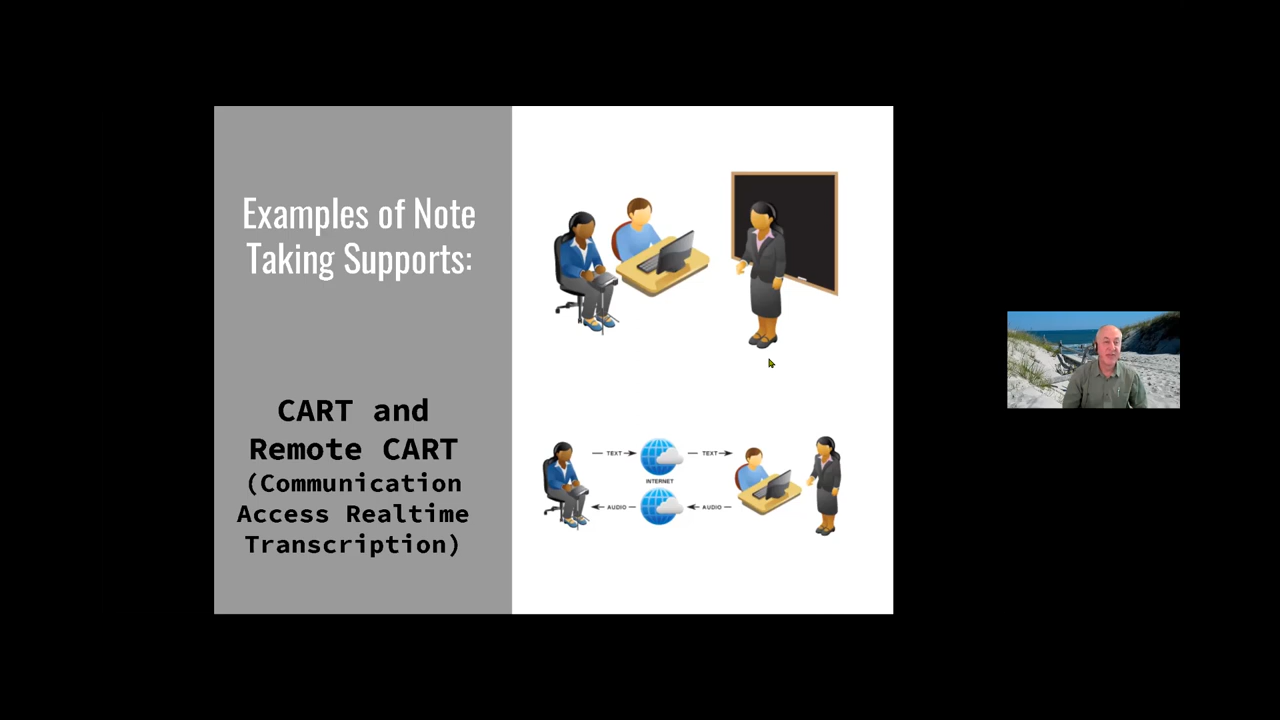 Examples of Note
Taking Supports:
CART and
Remote CART
(Communication
Access Realtime
Transcription)
TEXT
TEXT
INTERNET
AUDIO
AUDIO